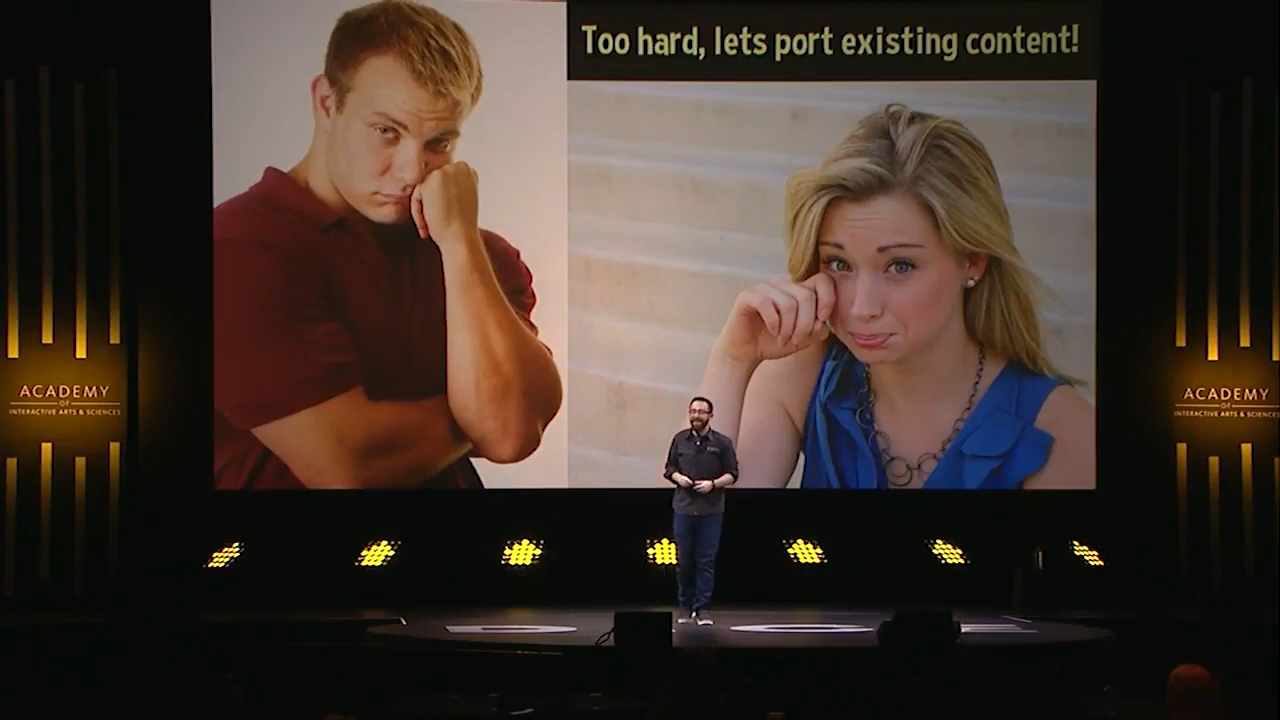 Too hard, lets port existing content!
ACADEMY
OF
INTERACTIVE ARTS & SCIENCES
ACADEMY
OF
INTERACTIVE ARTS & SCIENCES